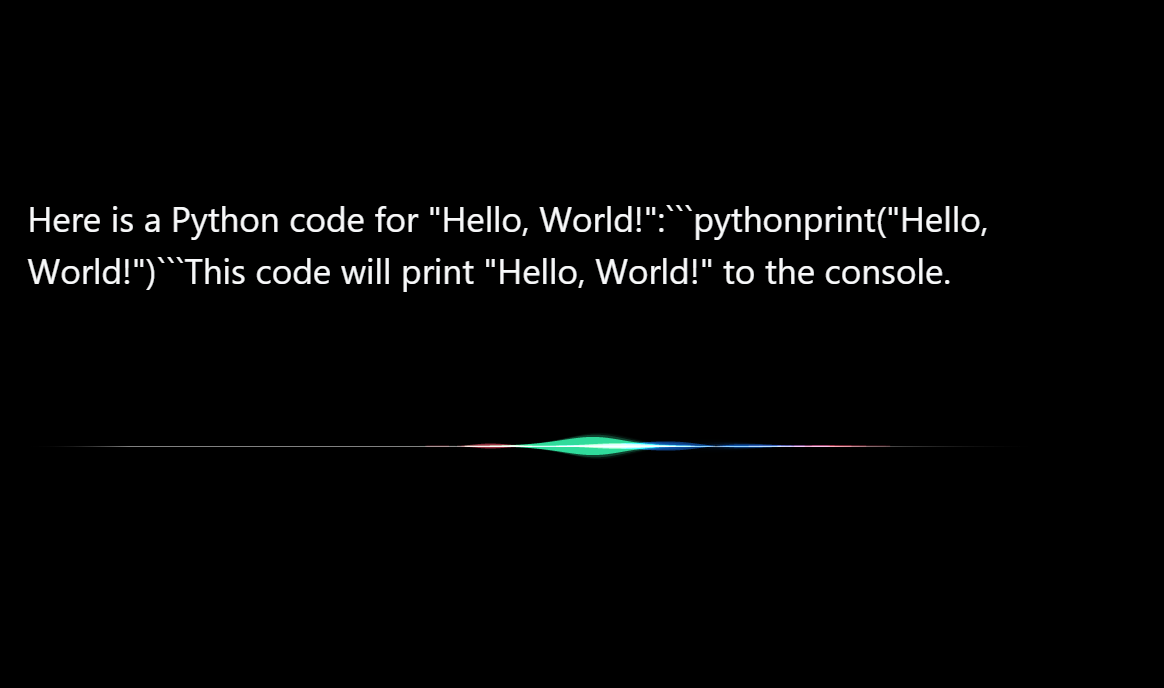 Here is a Python code for "Hello, World!":```pythonprint("Hello,
World!")```This code will print "Hello, World!" to the console.